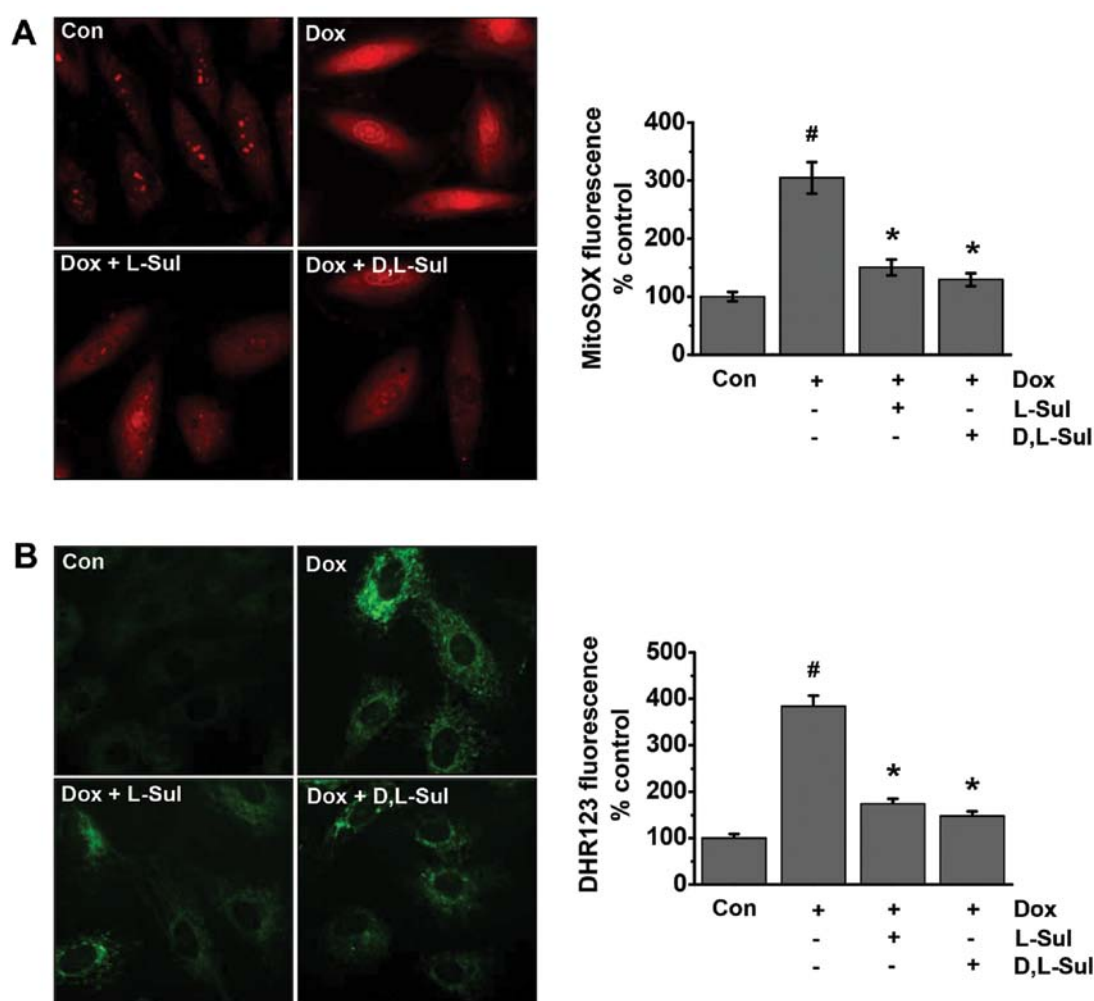 A
Con
Dox
Dox + L-Sul
Dox + D,L-Sul
MitoSOX fluorescence
% control
400
300
200
100
0
#
*
*
Con + + + Dox
- + - L-Sul
- - + D,L-Sul
B
Con
Dox
Dox + L-Sul
Dox + D,L-Sul
DHR123 fluorescence
% control
500
400
300
200
100
0
#
*
*
Con + + + Dox
- + - L-Sul
- - + D,L-Sul